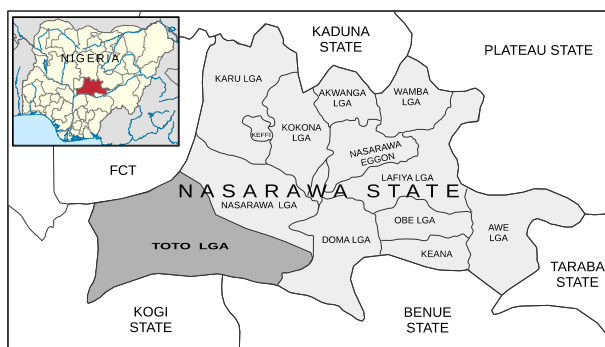 NIGERIA
KADUNA
STATE
PLATEAU STATE
KARU LGA
AKWANGA
LGA
WAMBA
LGA
KEFFI
KOKONA
LGA
NASARAWA
EGGON
FCT
LAFIYA LGA
NASARAWA STATE
NASARAWA LGA
OBE LGA
TOTO LGA
DOMA LGA
AWE
LGA
KEANA
TARABA
STATE
KOGI
STATE
BENUE
STATE